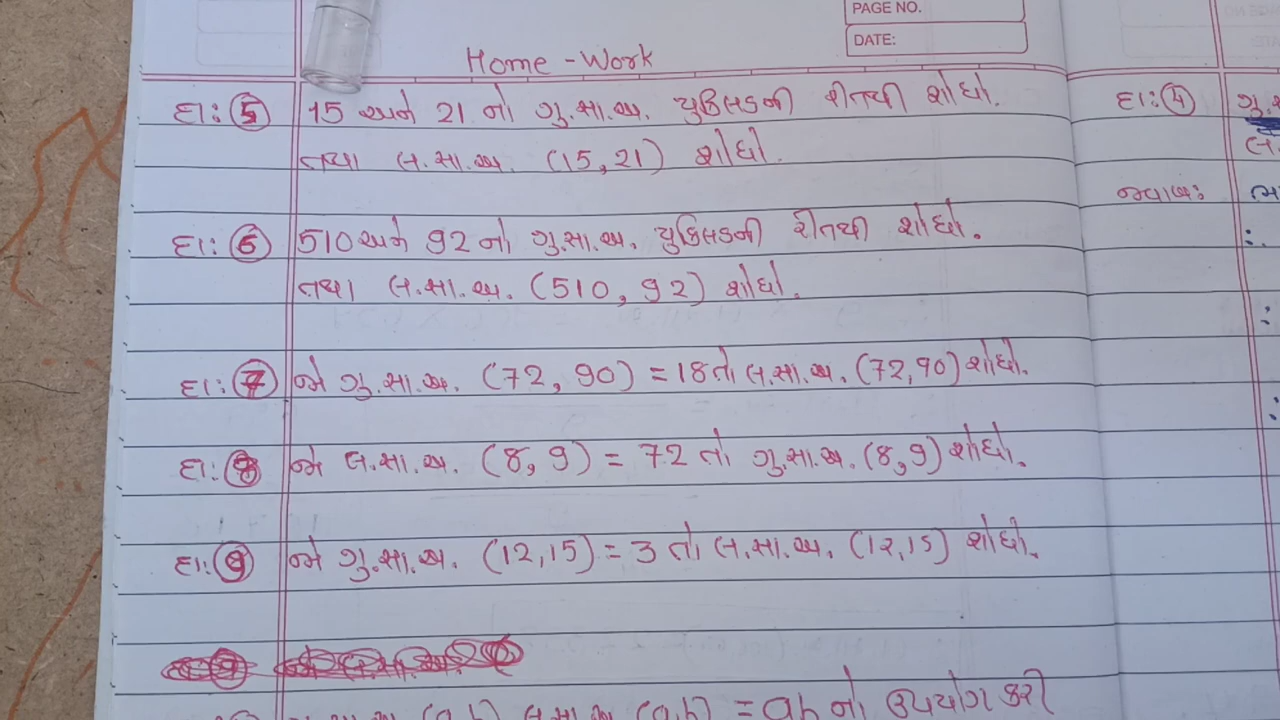 PAGE NO.
DATE:
Home - Work
દા: (5) 15 અને 21 નો ગુ.સા.અ. યુક્લિડની રીતથી શોધો.
તથા લ.સા.અ. (15, 21) શોધો.
દા: (6) 510 અને 92 નો ગુ.સા.અ. યુક્લિડની રીતથી શોધો.
તથા લ.સા.અ. (510, 92) શોધો.
દા: (7) જો ગુ.સા.અ. (72, 90) = 18 તો લ.સા.અ. (72, 90) શોધો.
દા: (8) જો લ.સા.અ. (8, 9) = 72 તો ગુ.સા.અ. (8, 9) શોધો.
દા: (9) જો ગુ.સા.અ. (12, 15) = 3 તો લ.સા.અ. (12, 15) શોધો.
(a,b) લ.સા.અ (a,b) = ab નો ઉપયોગ કરી
દા: (4) ગુ.
લ.
જવાબ: